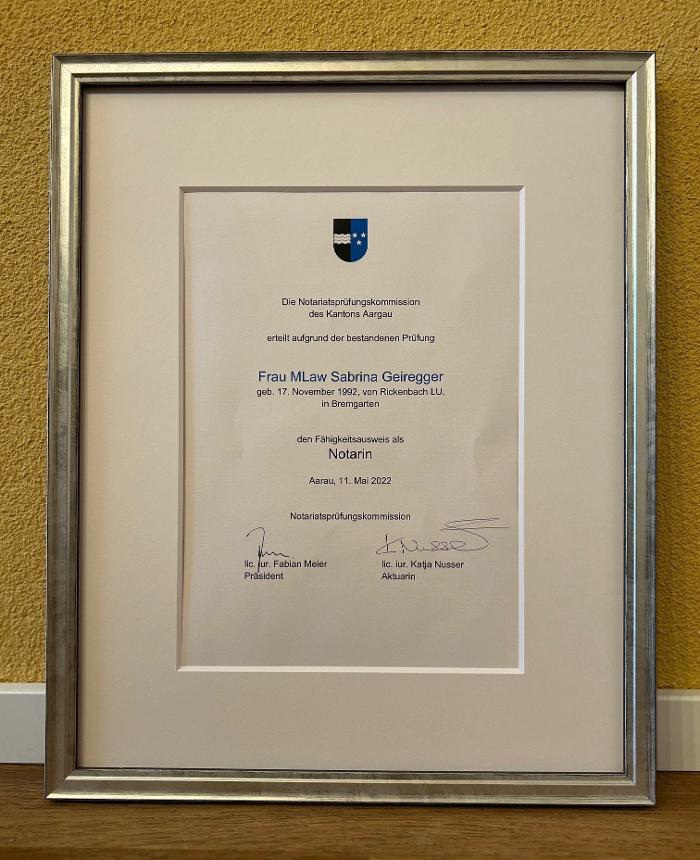 Die Notariatsprüfungskommission
des Kantons Aargau
erteilt aufgrund der bestandenen Prüfung
Frau MLaw Sabrina Geiregger
geb. 17. November 1992, von Rickenbach LU,
in Bremgarten
den Fähigkeitsausweis als
Notarin
Aarau, 11. Mai 2022
Notariatsprüfungskommission
K. Nusser
lic. iur. Fabian Meier
lic. iur. Katja Nusser
Präsident
Aktuarin